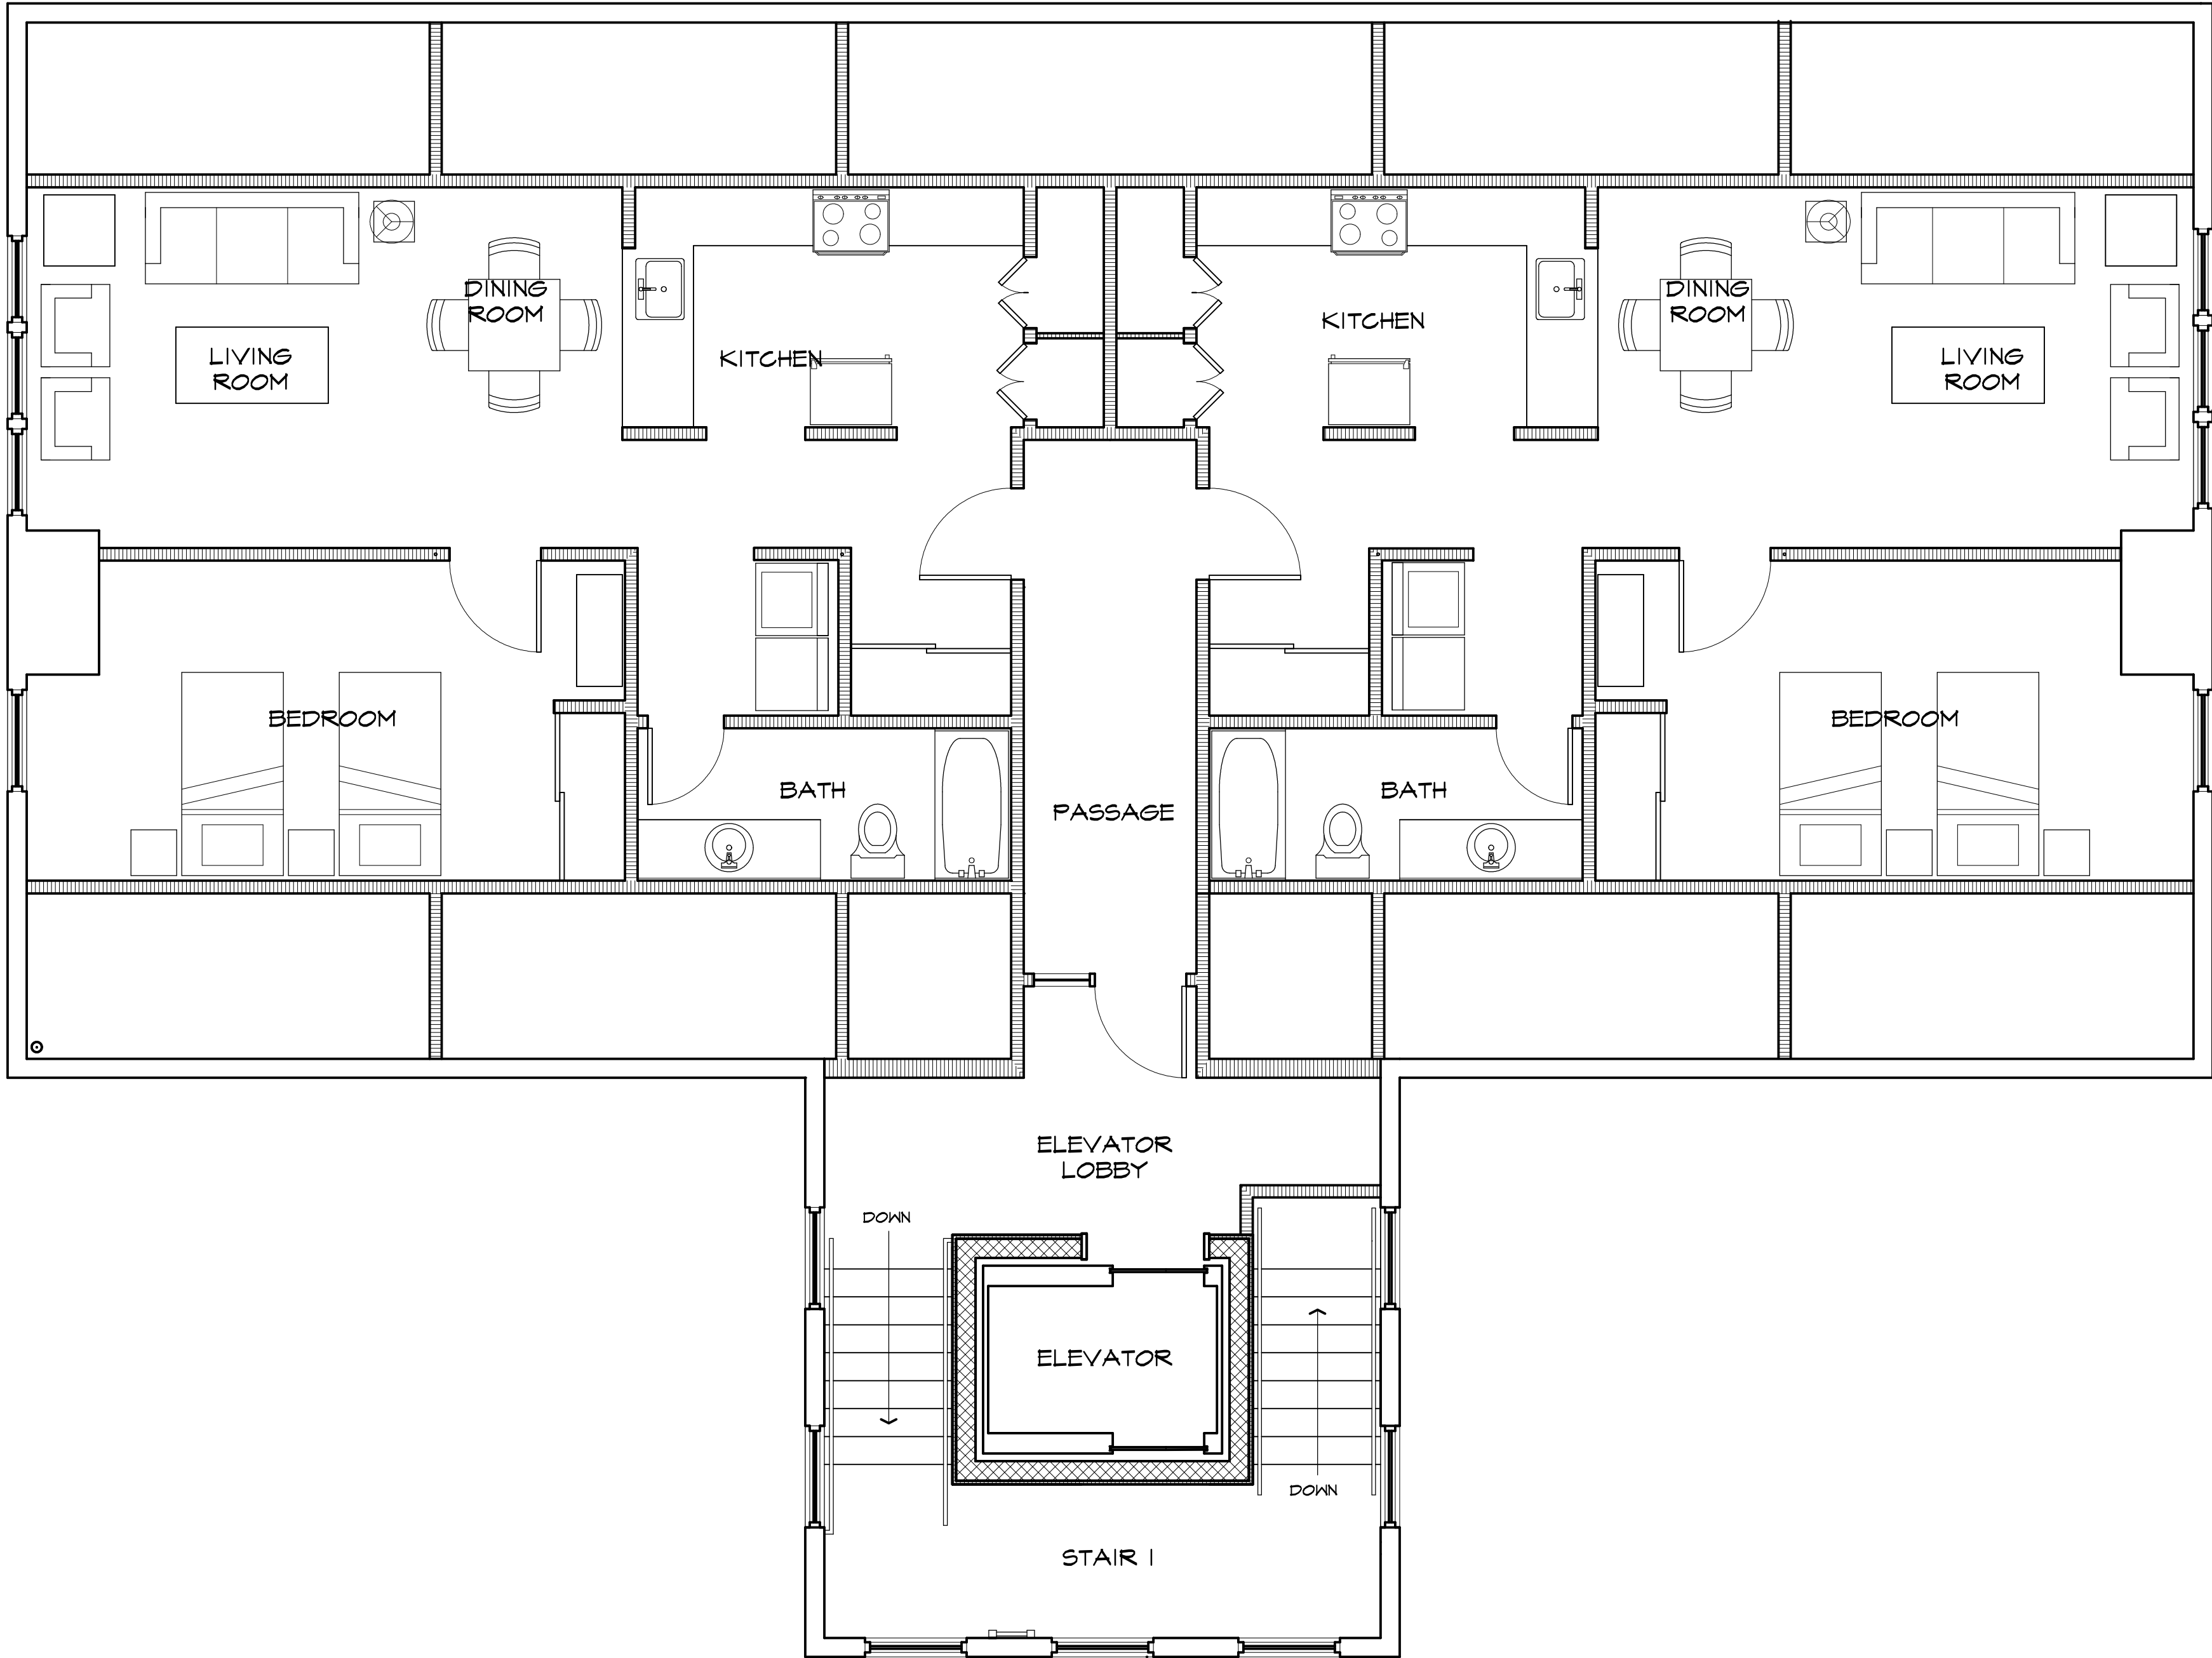 DINING
ROOM
DINING
ROOM
KITCHEN
LIVING
ROOM
KITCHEN
LIVING
ROOM
BEDROOM
BEDROOM
BATH
BATH
PASSAGE
ELEVATOR
LOBBY
DOWN
ELEVATOR
DOWN
STAIR 1